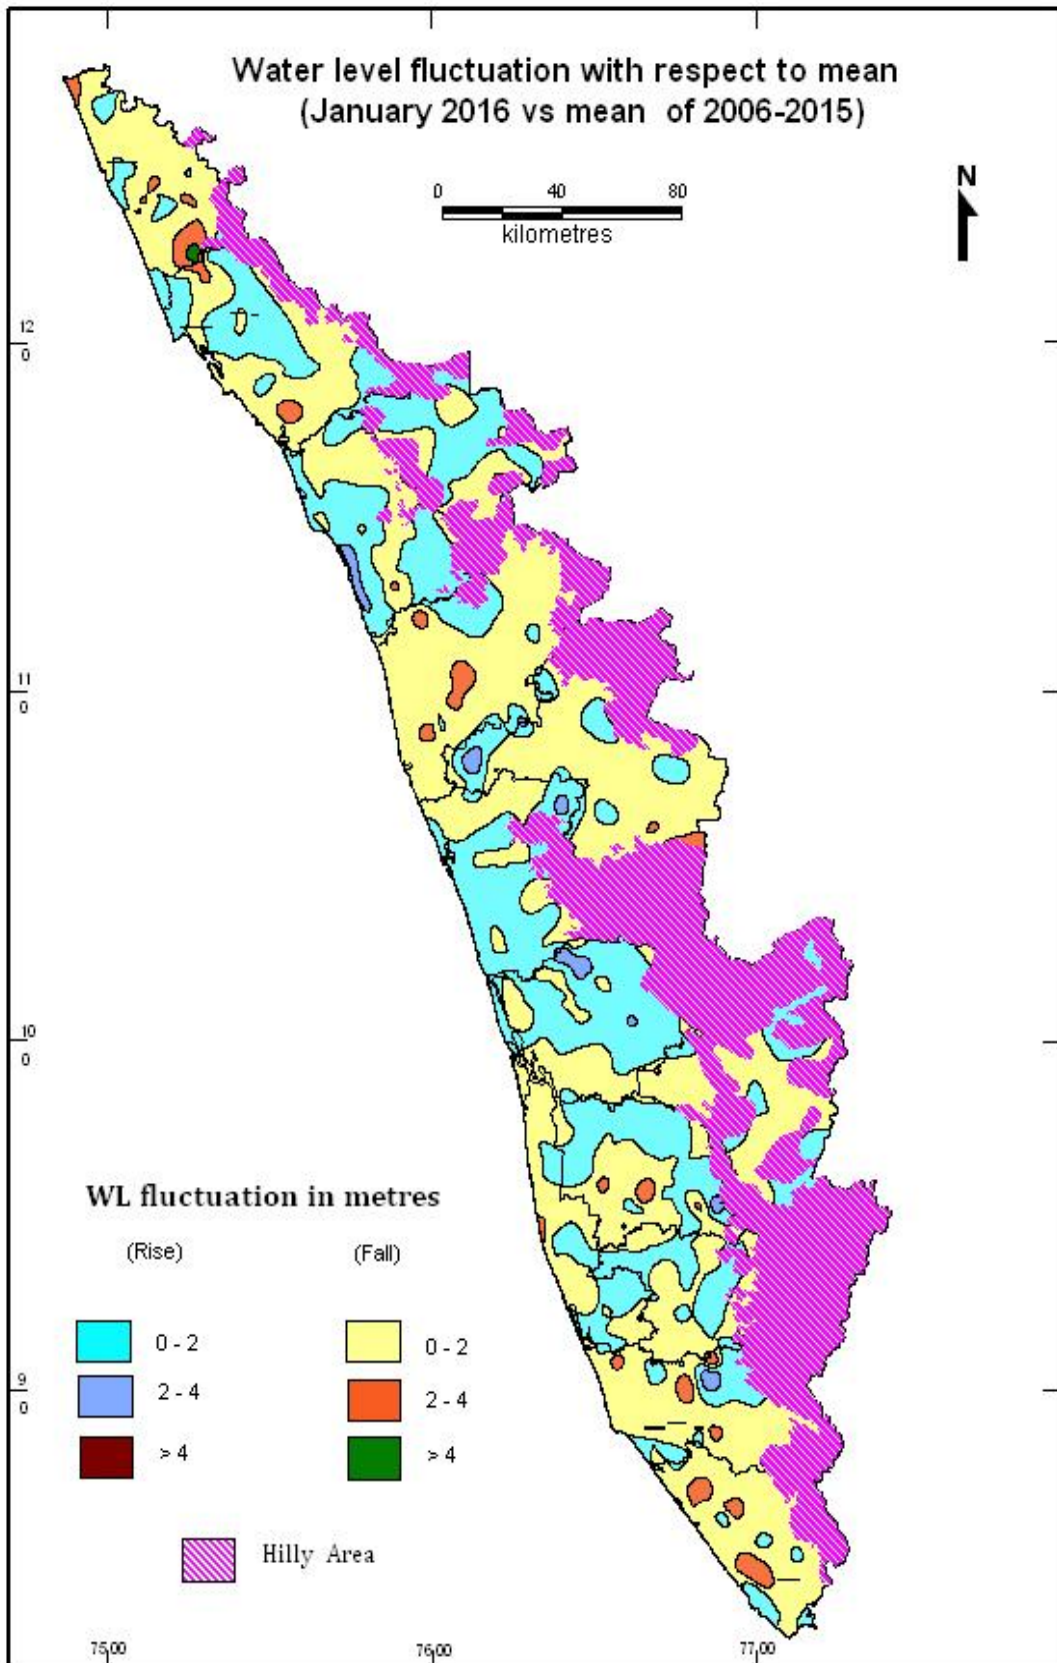 Water level fluctuation with respect to mean
(January 2016 vs mean of 2006-2015)
0 40 80
kilometres
N
12
0
11
0
10
0
WL fluctuation in metres
(Rise) (Fall)
0 - 2 0 - 2
2 - 4 2 - 4
> 4 > 4
9
0
Hilly Area
75.00 76.00 77.00